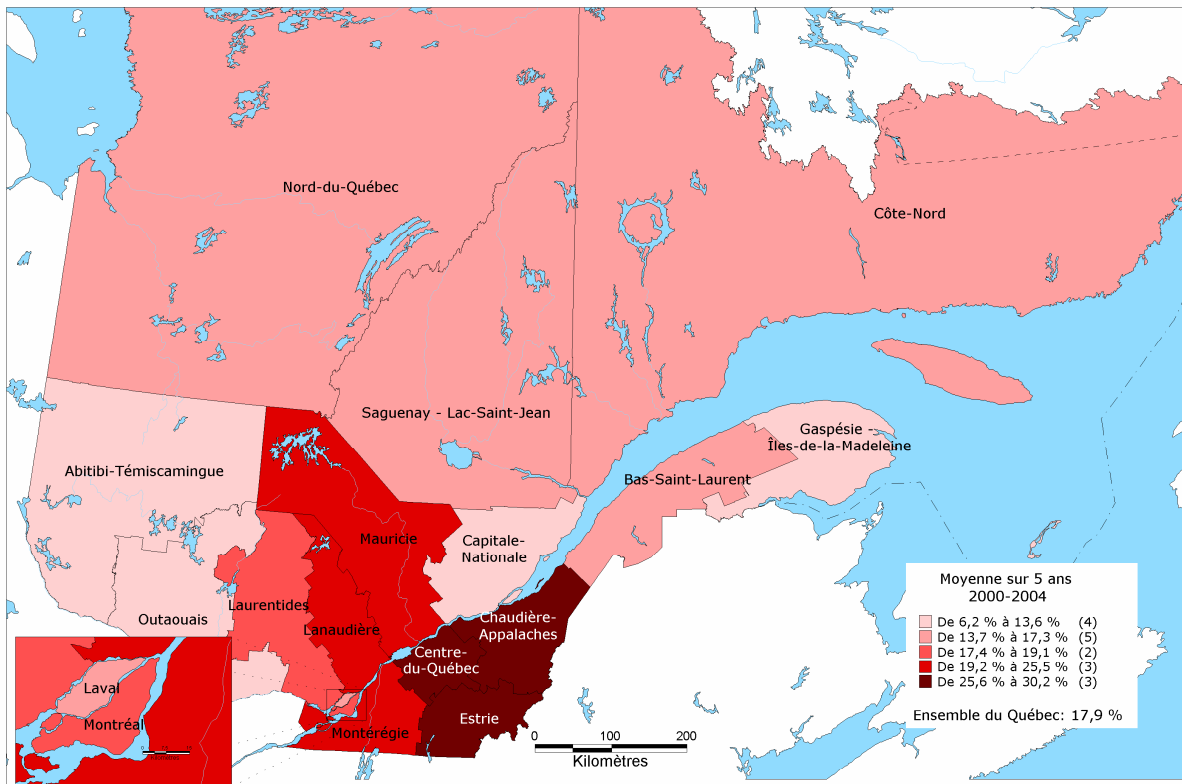 Nord-du-Québec
Côte-Nord
Saguenay - Lac-Saint-Jean
Gaspésie -
Îles-de-la-Madeleine
Abitibi-Témiscamingue
Bas-Saint-Laurent
Mauricie
Capitale-
Nationale
Laurentides
Outaouais
Lanaudière
Chaudière-
Appalaches
Centre-
du-Québec
Estrie
Montérégie
Laval
Montréal
0 100 200
Kilomètres
Moyenne sur 5 ans
2000-2004
De 6,2 % à 13,6 % (4)
De 13,7 % à 17,3 % (5)
De 17,4 % à 19,1 % (2)
De 19,2 % à 25,5 % (3)
De 25,6 % à 30,2 % (3)
Ensemble du Québec: 17,9 %